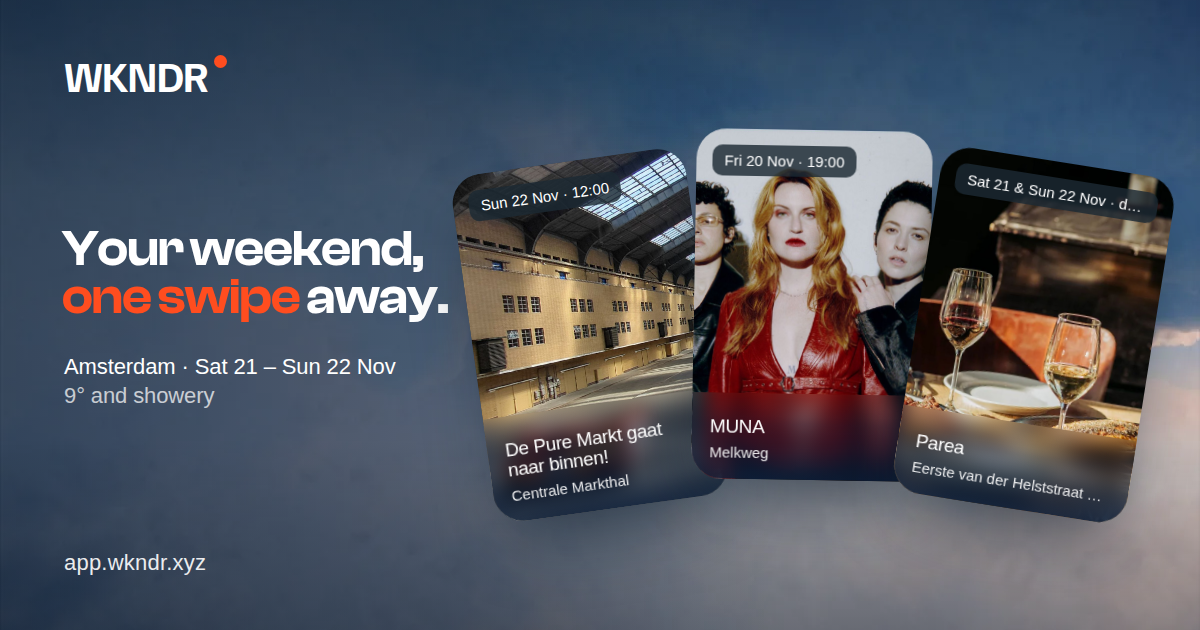 WKNDR
Your weekend,
one swipe away.
Amsterdam · Sat 21 – Sun 22 Nov
9° and showery
app.wkndr.xyz
Sun 22 Nov · 12:00
De Pure Markt gaat
naar binnen!
Centrale Markthal
Fri 20 Nov · 19:00
MUNA
Melkweg
Sat 21 & Sun 22 Nov · d...
Parea
Eerste van der Helststraat ...